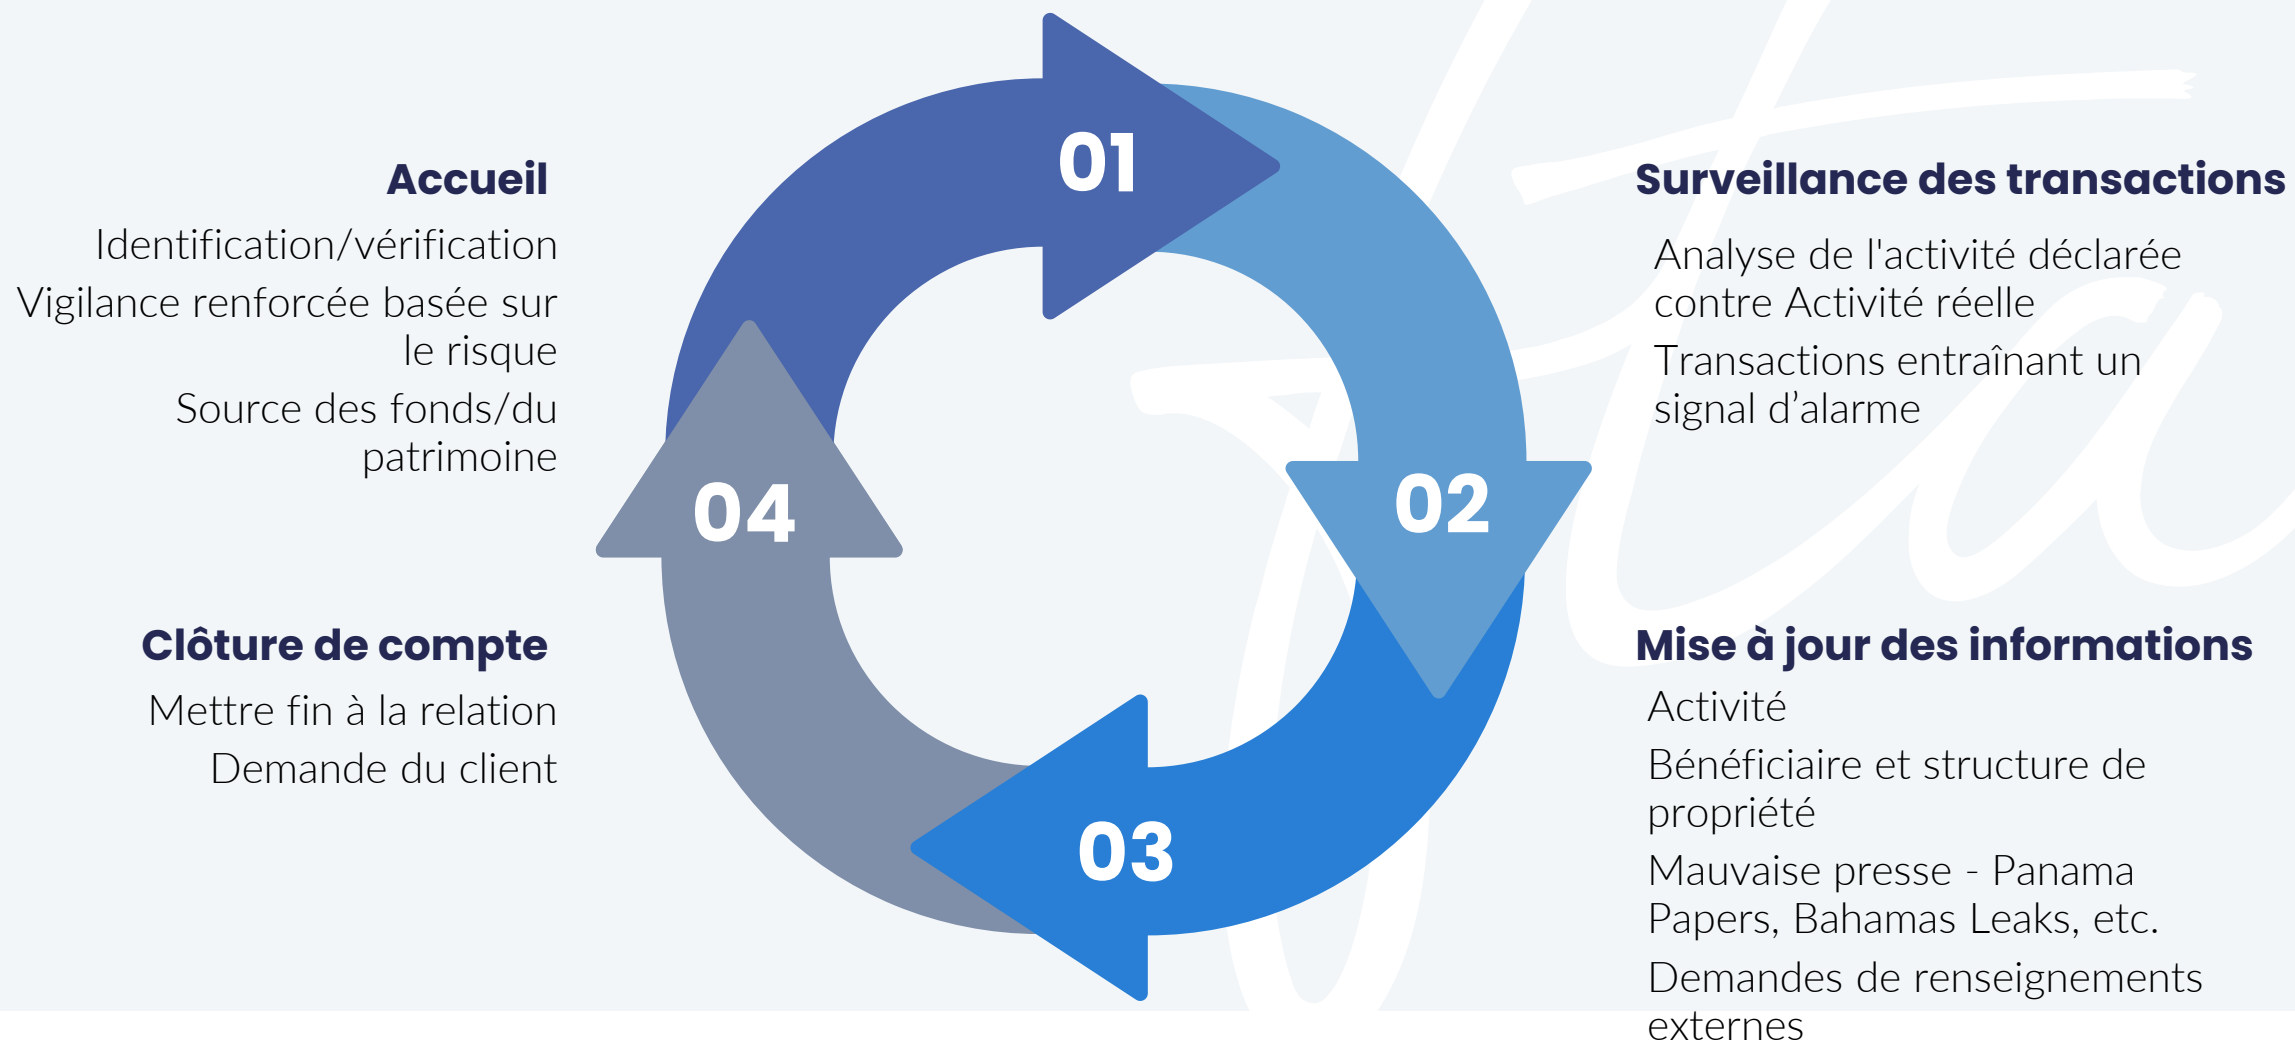 01
Accueil
Identification/vérification
Vigilance renforcée basée sur
le risque
Source des fonds/du
patrimoine
Surveillance des transactions
Analyse de l'activité déclarée
contre Activité réelle
Transactions entraînant un
signal d’alarme
04
02
Clôture de compte
Mettre fin à la relation
Demande du client
Mise à jour des informations
Activité
Bénéficiaire et structure de
propriété
Mauvaise presse - Panama
Papers, Bahamas Leaks, etc.
Demandes de renseignements
externes
03